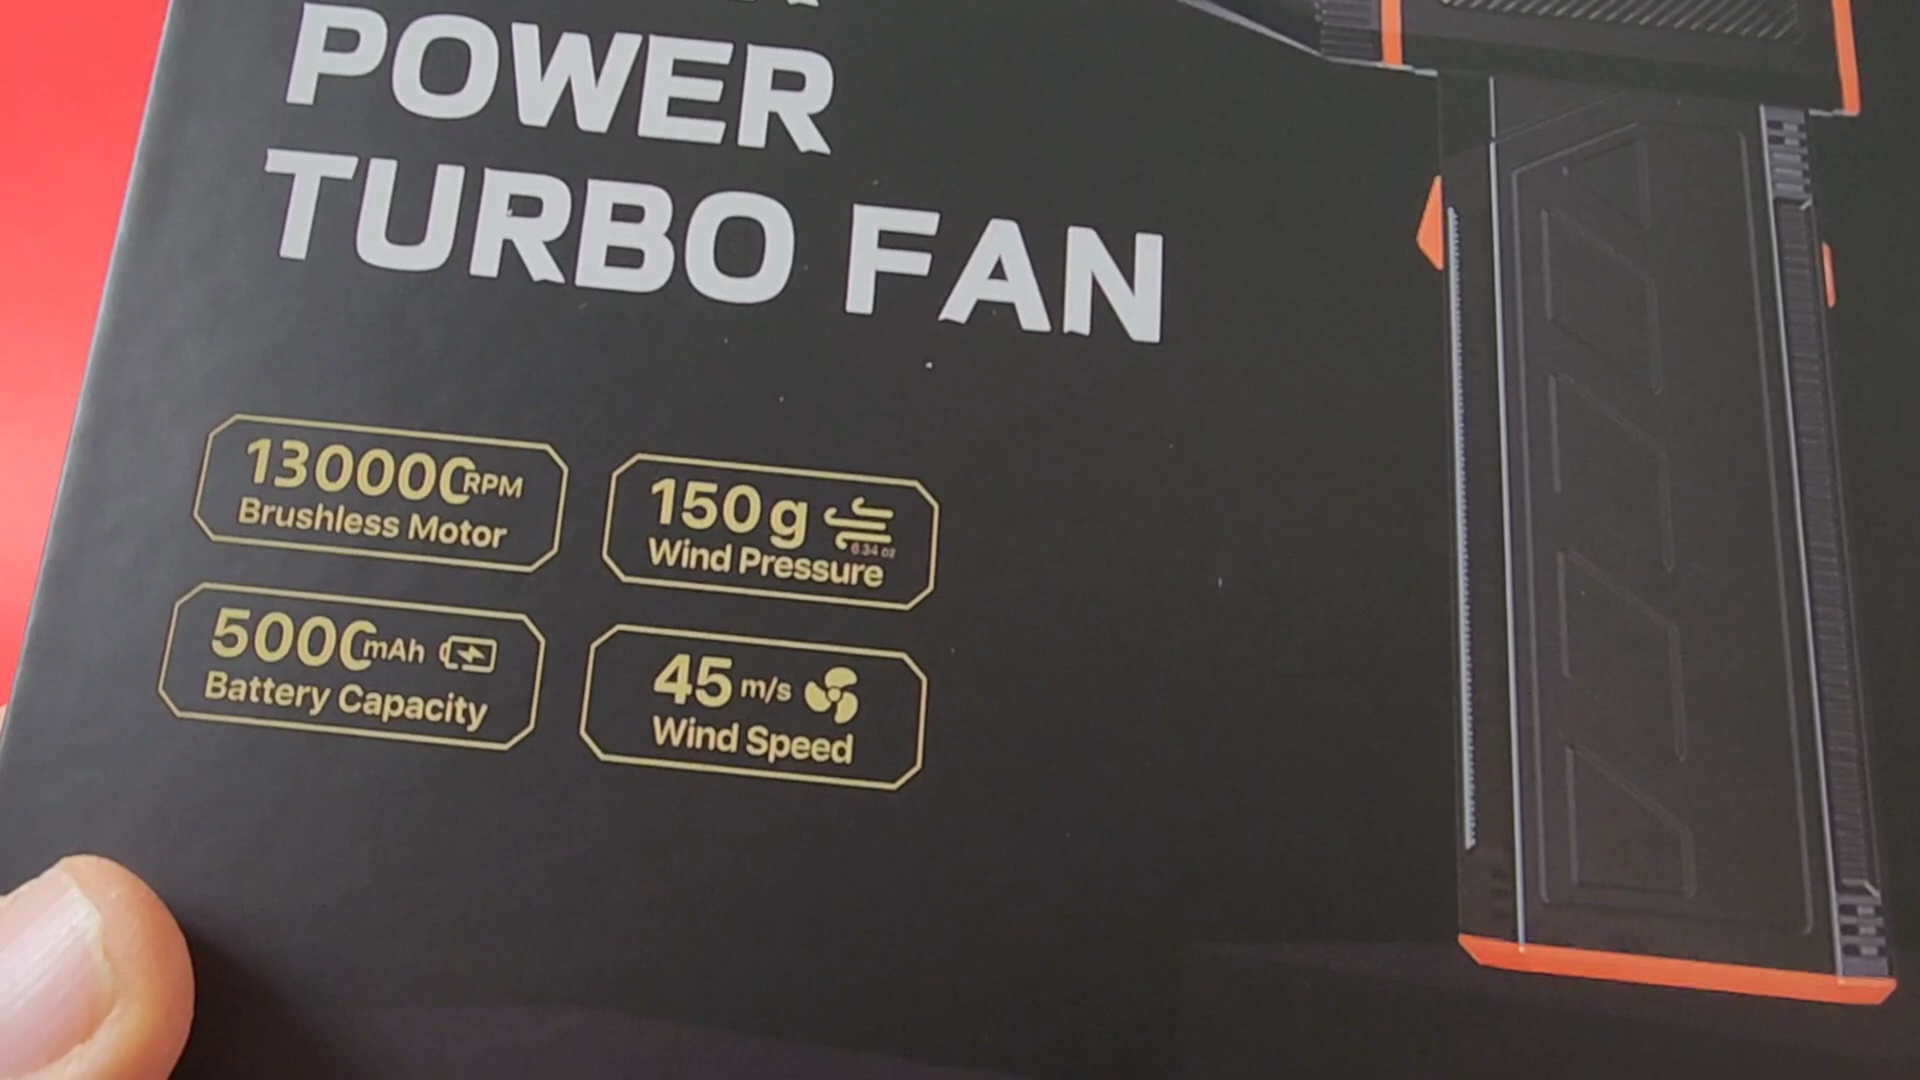 POWER
TURBO FAN
130000RPM
Brushless Motor
150g
Wind Pressure
5000mAh
Battery Capacity
45 m/s
Wind Speed